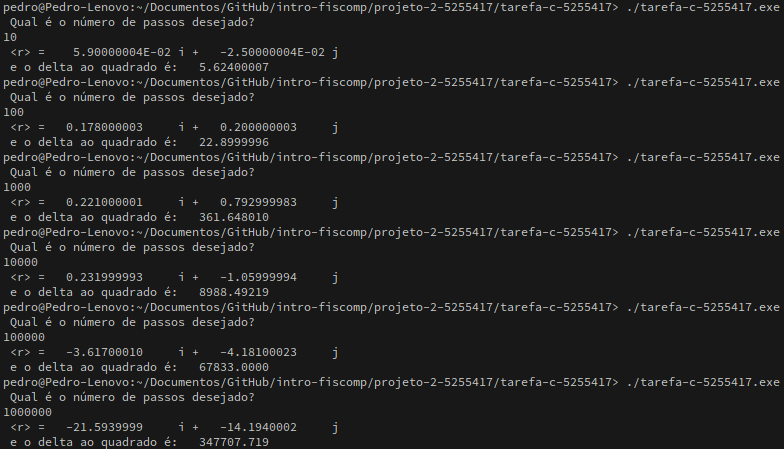 pedro@Pedro-Lenovo:~/Documentos/GitHub/intro-fiscomp/projeto-2-5255417/tarefa-c-5255417> ./tarefa-c-5255417.exe
Qual é o número de passos desejado?
10
<r> = 5.90000004E-02 i + -2.50000004E-02 j
e o delta ao quadrado é: 5.62400007
pedro@Pedro-Lenovo:~/Documentos/GitHub/intro-fiscomp/projeto-2-5255417/tarefa-c-5255417> ./tarefa-c-5255417.exe
Qual é o número de passos desejado?
100
<r> = 0.178000003 i + 0.200000003 j
e o delta ao quadrado é: 22.8999996
pedro@Pedro-Lenovo:~/Documentos/GitHub/intro-fiscomp/projeto-2-5255417/tarefa-c-5255417> ./tarefa-c-5255417.exe
Qual é o número de passos desejado?
1000
<r> = 0.221000001 i + 0.792999983 j
e o delta ao quadrado é: 361.648010
pedro@Pedro-Lenovo:~/Documentos/GitHub/intro-fiscomp/projeto-2-5255417/tarefa-c-5255417> ./tarefa-c-5255417.exe
Qual é o número de passos desejado?
10000
<r> = 0.231999993 i + -1.05999994 j
e o delta ao quadrado é: 8988.49219
pedro@Pedro-Lenovo:~/Documentos/GitHub/intro-fiscomp/projeto-2-5255417/tarefa-c-5255417> ./tarefa-c-5255417.exe
Qual é o número de passos desejado?
100000
<r> = -3.61700010 i + -4.18100023 j
e o delta ao quadrado é: 67833.0000
pedro@Pedro-Lenovo:~/Documentos/GitHub/intro-fiscomp/projeto-2-5255417/tarefa-c-5255417> ./tarefa-c-5255417.exe
Qual é o número de passos desejado?
1000000
<r> = -21.5939999 i + -14.1940002 j
e o delta ao quadrado é: 347707.719